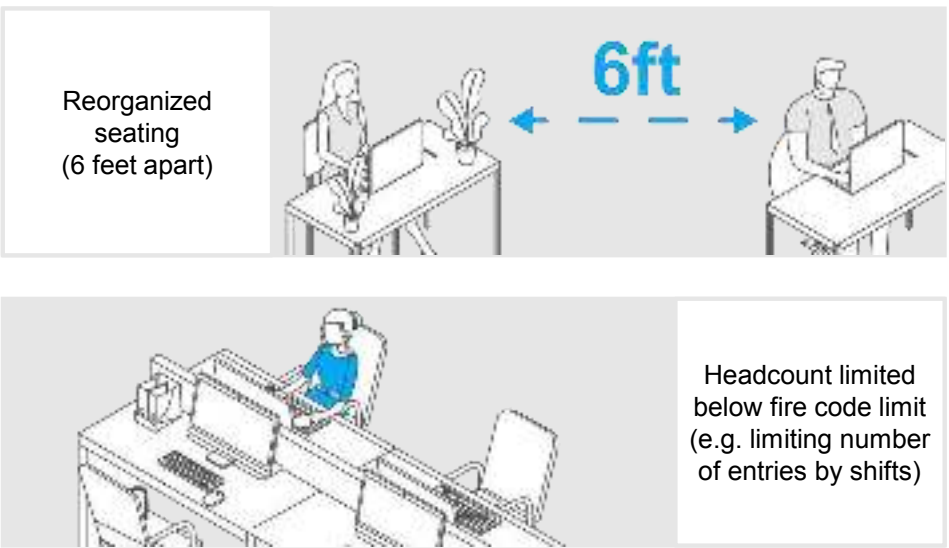 Reorganized
seating
(6 feet apart)
6ft
Headcount limited
below fire code limit
(e.g. limiting number
of entries by shifts)